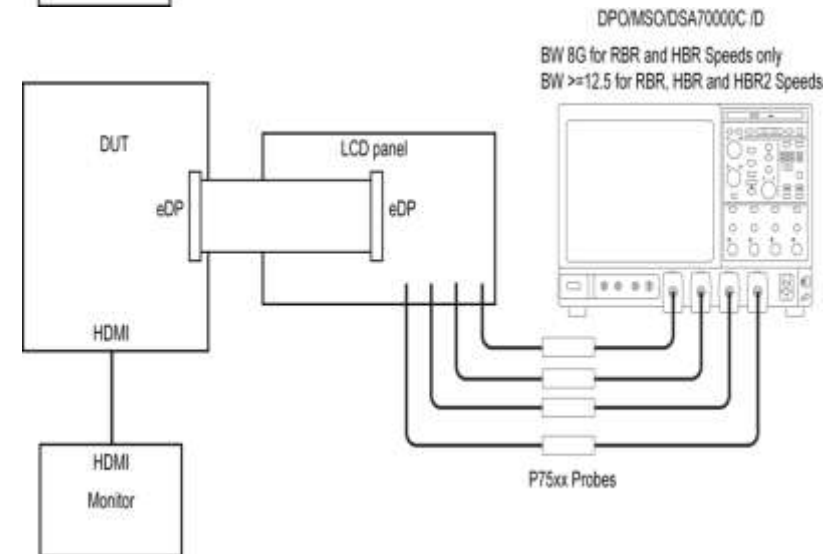 DPO/MSO/DSA70000C /D
BW 8G for RBR and HBR Speeds only
BW >=12.5 for RBR, HBR and HBR2 Speeds
DUT
LCD panel
eDP
eDP
HDMI
HDMI
Monitor
P75xx Probes